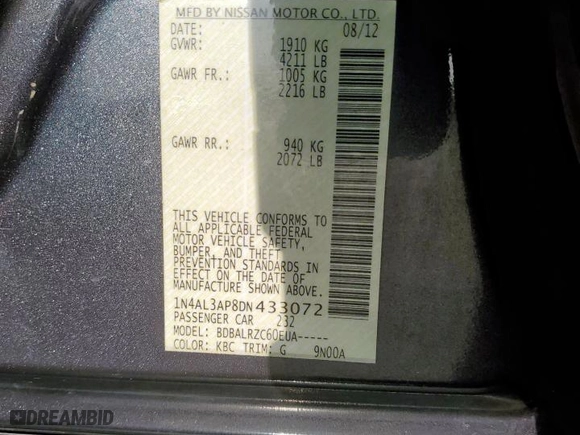 MFD BY NISSAN MOTOR CO., LTD.
DATE: 08/12
GVWR: 1910 KG
4211 LB
GAWR FR.: 1005 KG
2216 LB
GAWR RR.: 940 KG
2072 LB
THIS VEHICLE CONFORMS TO
ALL APPLICABLE FEDERAL
MOTOR VEHICLE SAFETY,
BUMPER, AND THEFT
PREVENTION STANDARDS IN
EFFECT ON THE DATE OF
MANUFACTURE SHOWN ABOVE.
1N4AL3AP8DN433072
PASSENGER CAR 232
MODEL: BDBALRZC60EUA-----
COLOR: KBC TRIM: G 9N00A
DREAMBID